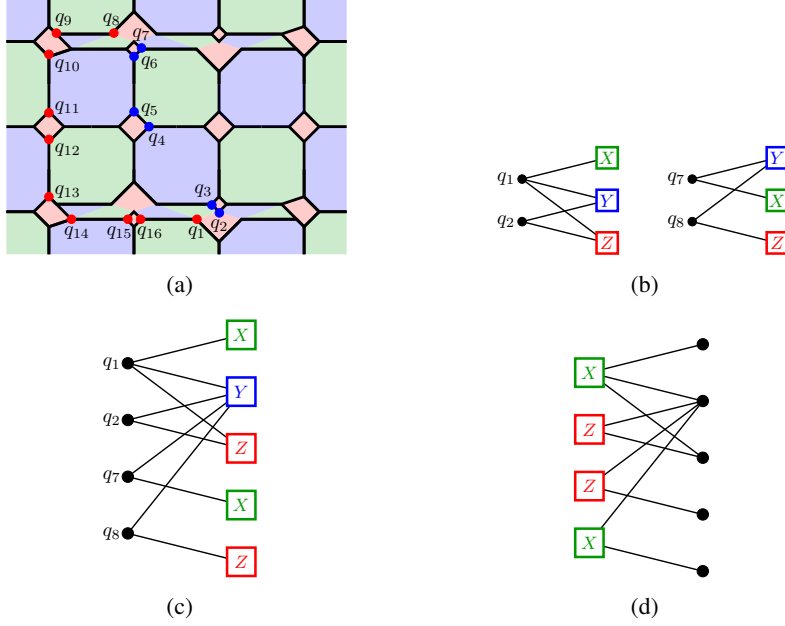 q9 q8
q7
q10 q6
q11 q5
q12 q4
q13 q3
q14 q15 q16 q1 q2
(a)
X
q1
Y
q2
Z
Y
q7
X
q8
Z
(b)
X
q1
Y
q2
Z
q7
X
q8
Z
(c)
X
Z
Z
X
(d)